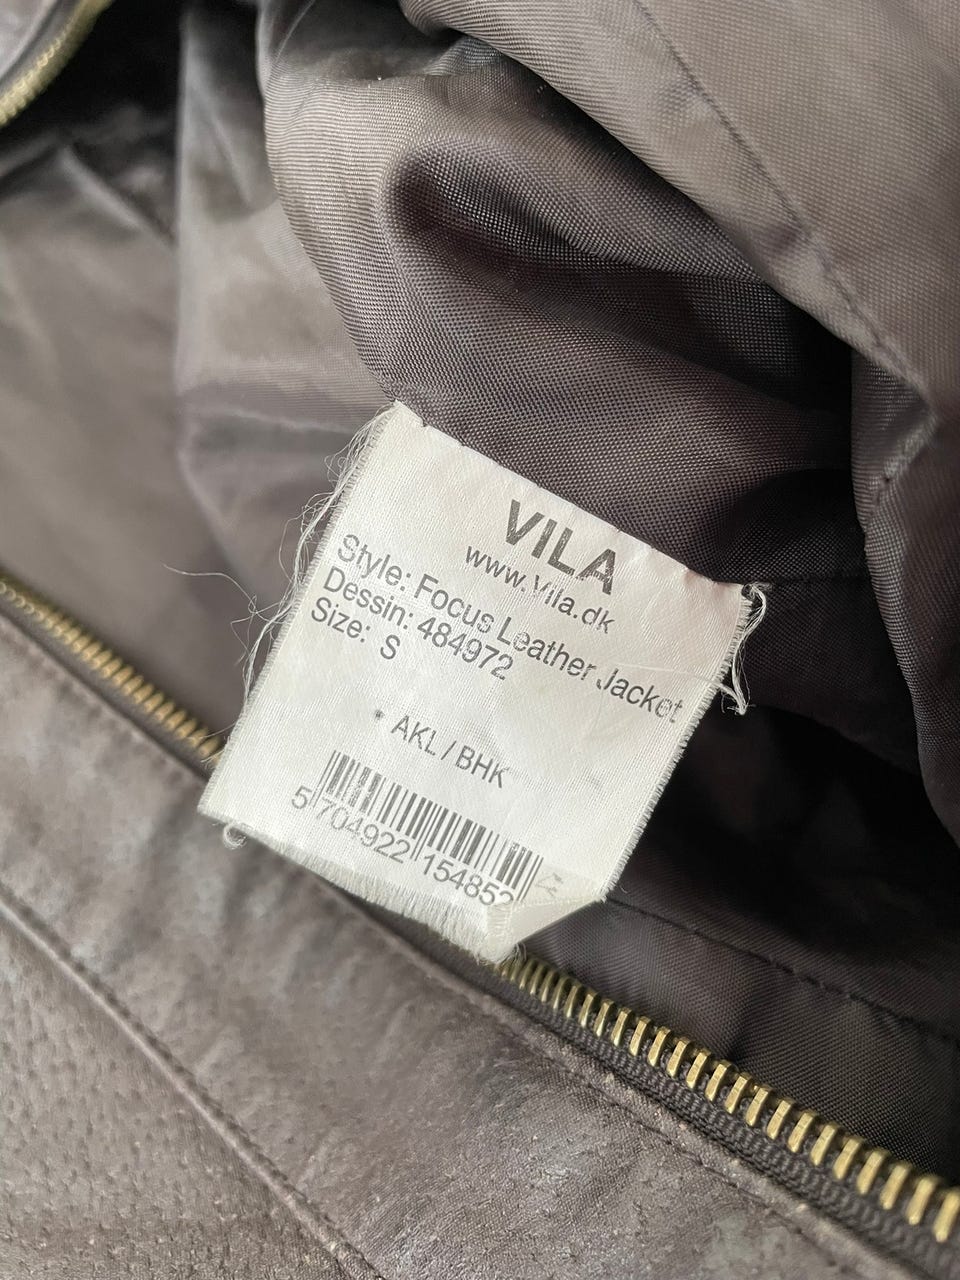 VILA
www.Vila.dk
Style: Focus Leather Jacket
Dessin: 484972
Size: S
* AKL / BHK
5 704922 154852